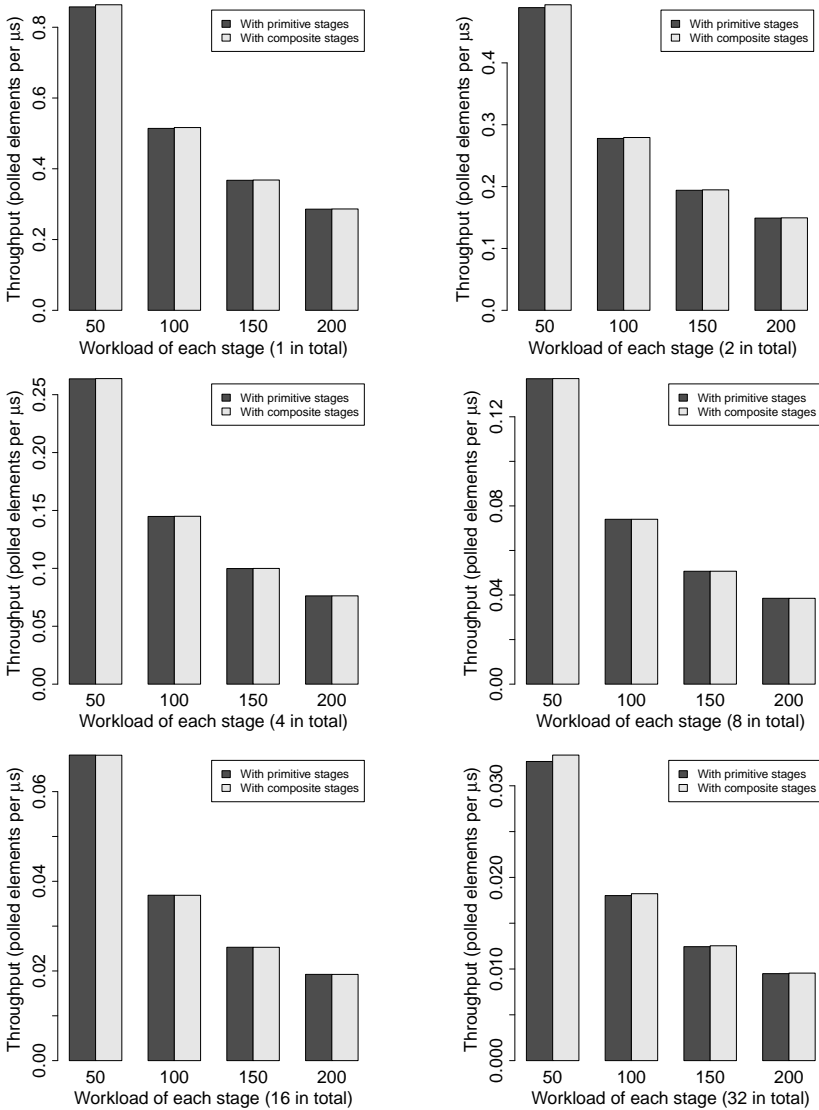 Throughput (polled elements per μs)
0.0
0.2
0.4
0.6
0.8
With primitive stages
With composite stages
50
100
150
200
Workload of each stage (1 in total)
Throughput (polled elements per μs)
0.0
0.1
0.2
0.3
0.4
With primitive stages
With composite stages
50
100
150
200
Workload of each stage (2 in total)
Throughput (polled elements per μs)
0.00
0.05
0.10
0.15
0.25
With primitive stages
With composite stages
50
100
150
200
Workload of each stage (4 in total)
Throughput (polled elements per μs)
0.00
0.04
0.08
0.12
With primitive stages
With composite stages
50
100
150
200
Workload of each stage (8 in total)
Throughput (polled elements per μs)
0.00
0.02
0.04
0.06
With primitive stages
With composite stages
50
100
150
200
Workload of each stage (16 in total)
Throughput (polled elements per μs)
0.000
0.010
0.020
0.030
With primitive stages
With composite stages
50
100
150
200
Workload of each stage (32 in total)